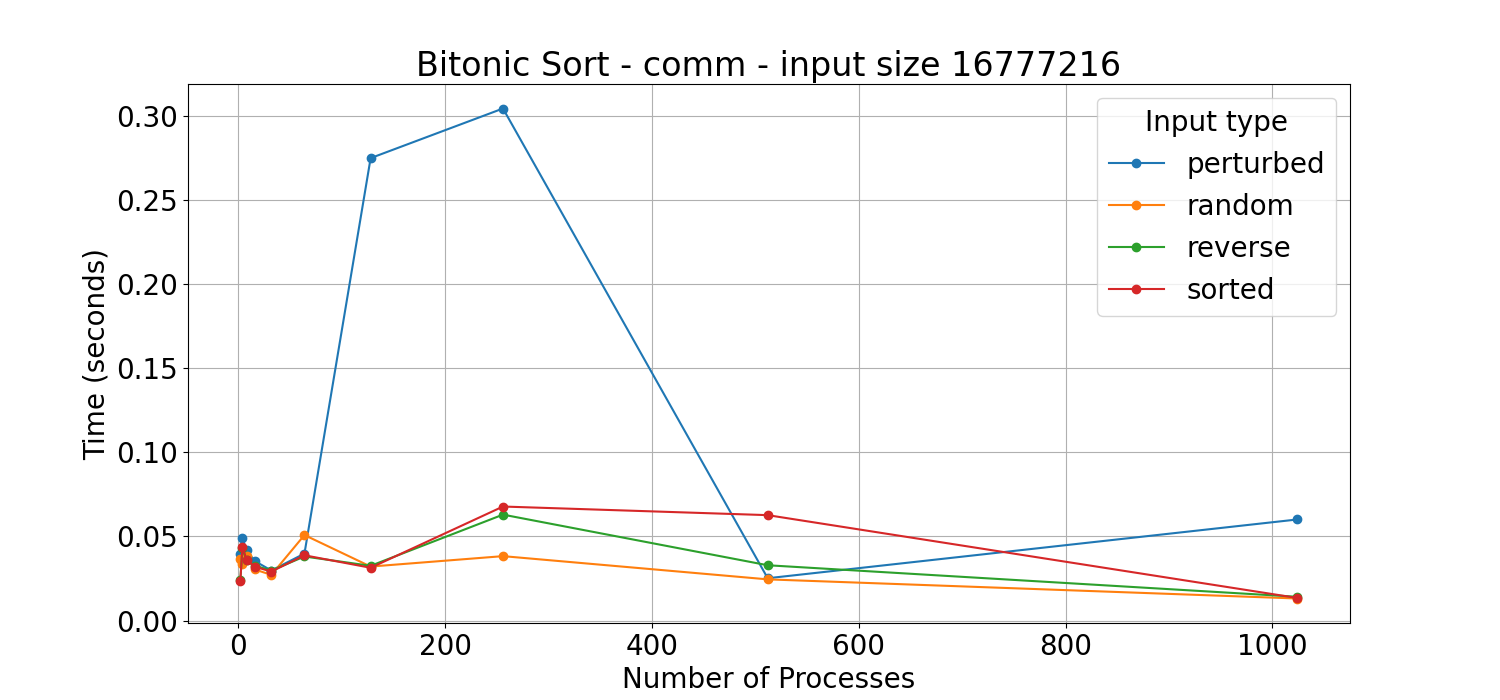 Bitonic Sort - comm - input size 16777216
Input type
perturbed
random
reverse
sorted
Time (seconds)
0.30
0.25
0.20
0.15
0.10
0.05
0.00
0 200 400 600 800 1000
Number of Processes